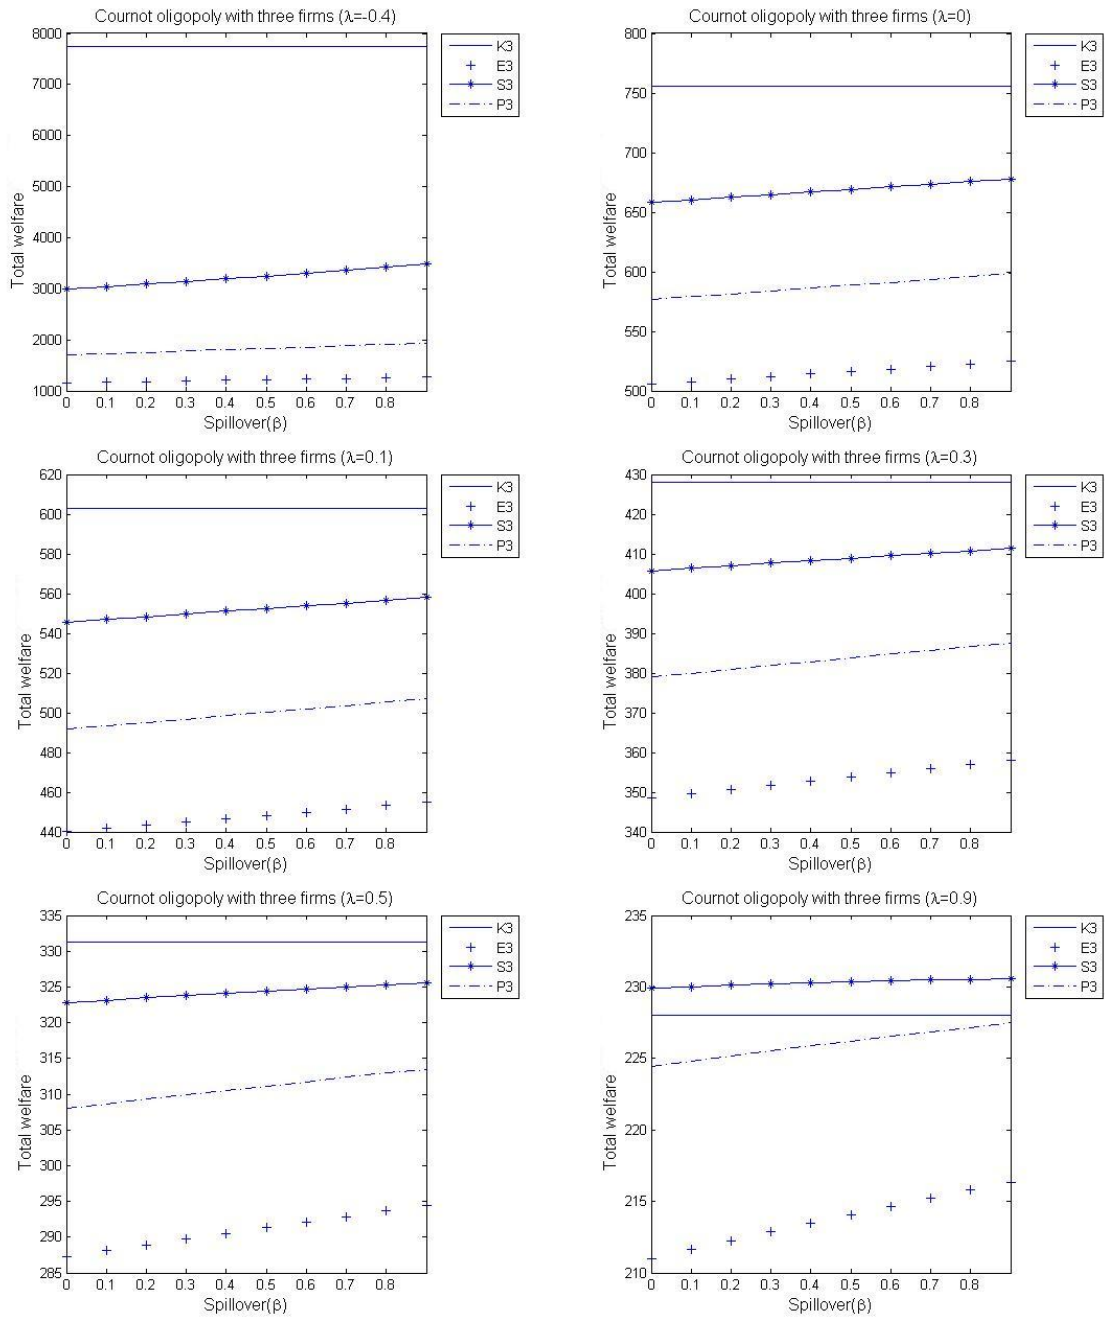 Cournot oligopoly with three firms (λ=-0.4)
8000
7000
6000
5000
4000
3000
2000
1000
Total welfare
0 0.1 0.2 0.3 0.4 0.5 0.6 0.7 0.8
Spillover(β)
K3
E3
S3
P3
Cournot oligopoly with three firms (λ=0)
800
750
700
650
600
550
500
Total welfare
0 0.1 0.2 0.3 0.4 0.5 0.6 0.7 0.8
Spillover(β)
K3
E3
S3
P3
Cournot oligopoly with three firms (λ=0.1)
620
600
580
560
540
520
500
480
460
440
Total welfare
0 0.1 0.2 0.3 0.4 0.5 0.6 0.7 0.8
Spillover(β)
K3
E3
S3
P3
Cournot oligopoly with three firms (λ=0.3)
430
420
410
400
390
380
370
360
350
340
Total welfare
0 0.1 0.2 0.3 0.4 0.5 0.6 0.7 0.8
Spillover(β)
K3
E3
S3
P3
Cournot oligopoly with three firms (λ=0.5)
335
330
325
320
315
310
305
300
295
290
285
Total welfare
0 0.1 0.2 0.3 0.4 0.5 0.6 0.7 0.8
Spillover(β)
K3
E3
S3
P3
Cournot oligopoly with three firms (λ=0.9)
235
230
225
220
215
210
Total welfare
0 0.1 0.2 0.3 0.4 0.5 0.6 0.7 0.8
Spillover(β)
K3
E3
S3
P3